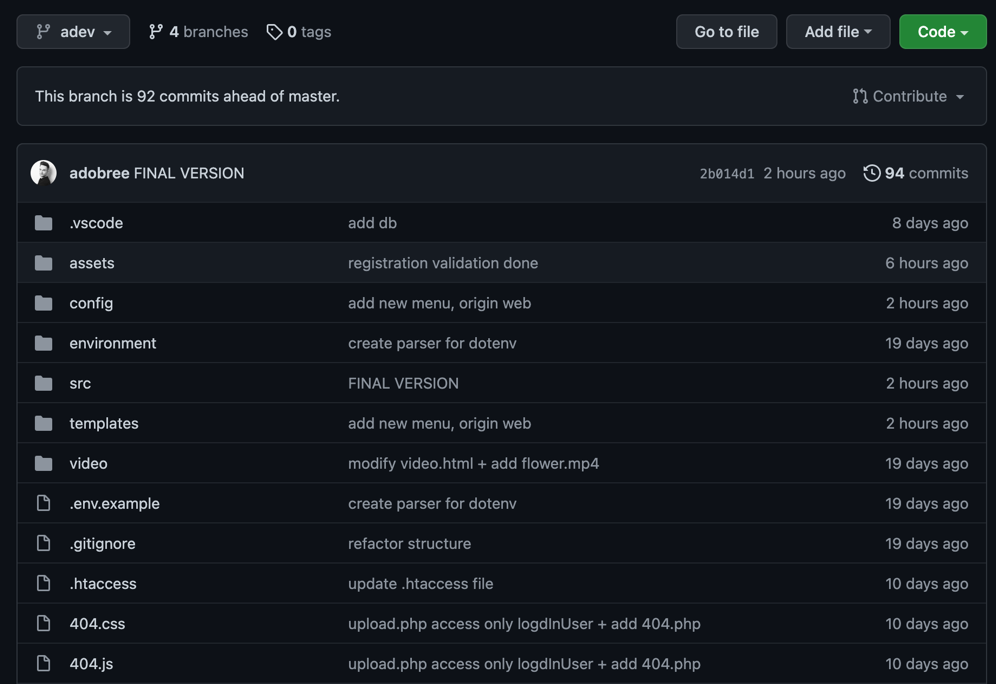 adev 4 branches 0 tags Go to file Add file Code
This branch is 92 commits ahead of master. Contribute
adobree FINAL VERSION 2b014d1 2 hours ago 94 commits
.vscode add db 8 days ago
assets registration validation done 6 hours ago
config add new menu, origin web 2 hours ago
environment create parser for dotenv 19 days ago
src FINAL VERSION 2 hours ago
templates add new menu, origin web 2 hours ago
video modify video.html + add flower.mp4 19 days ago
.env.example create parser for dotenv 19 days ago
.gitignore refactor structure 19 days ago
.htaccess update .htaccess file 10 days ago
404.css upload.php access only logdInUser + add 404.php 10 days ago
404.js upload.php access only logdInUser + add 404.php 10 days ago